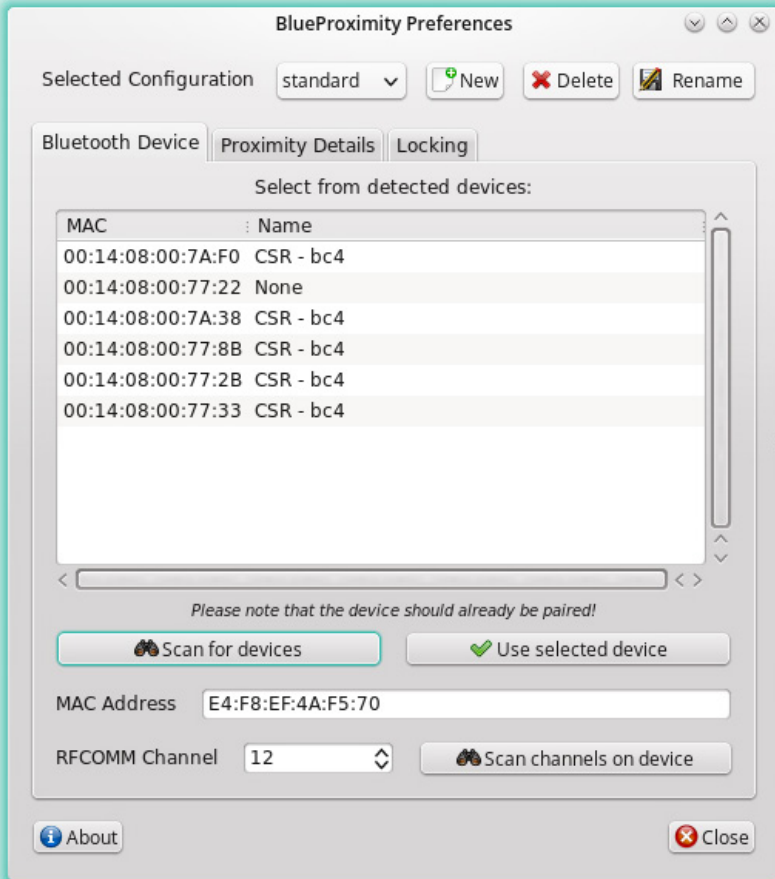 BlueProximity Preferences
Selected Configuration standard New Delete Rename
Bluetooth Device Proximity Details Locking
Select from detected devices:
MAC Name
00:14:08:00:7A:F0 CSR - bc4
00:14:08:00:77:22 None
00:14:08:00:7A:38 CSR - bc4
00:14:08:00:77:8B CSR - bc4
00:14:08:00:77:2B CSR - bc4
00:14:08:00:77:33 CSR - bc4
Please note that the device should already be paired!
Scan for devices Use selected device
MAC Address E4:F8:EF:4A:F5:70
RFCOMM Channel 12 Scan channels on device
About Close